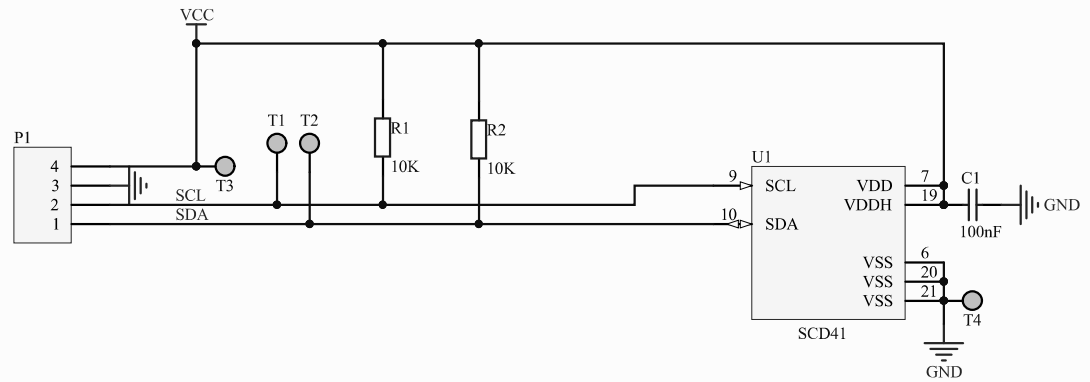 VCC
P1
4
3
2
1
T3
SCL
SDA
T1
T2
R1
10K
R2
10K
U1
9
SCL
10
SDA
VDD
7
VDDH
19
VSS
6
VSS
20
VSS
21
SCD41
C1
100nF
GND
T4
GND